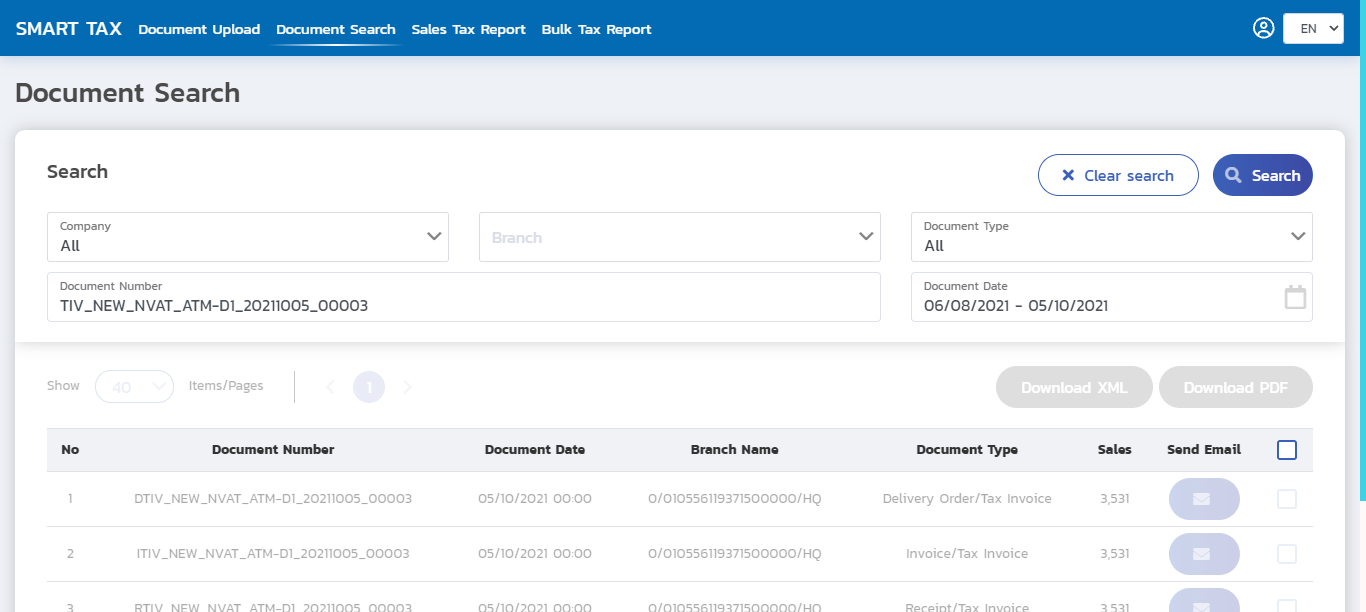 SMART TAX Document Upload Document Search Sales Tax Report Bulk Tax Report EN
Document Search
Search Clear search Search
Company Document Type
All Branch All
Document Number Document Date
TIV_NEW_NVAT_ATM-D1_20211005_00003 06/08/2021 - 05/10/2021
Show 40 Items/Pages 1 Download XML Download PDF
No Document Number Document Date Branch Name Document Type Sales Send Email
1 DTIV_NEW_NVAT_ATM-D1_20211005_00003 05/10/2021 00:00 0/0105561193715​00000/HQ Delivery Order/Tax Invoice 3,531
2 ITIV_NEW_NVAT_ATM-D1_20211005_00003 05/10/2021 00:00 0/010556119371500000/HQ Invoice/Tax Invoice 3,531
3 RTIV_NEW_NVAT_ATM-D1_20211005_00003 05/10/2021 00:00 0/010556119371500000/HQ Receipt/Tax Invoice 3,531